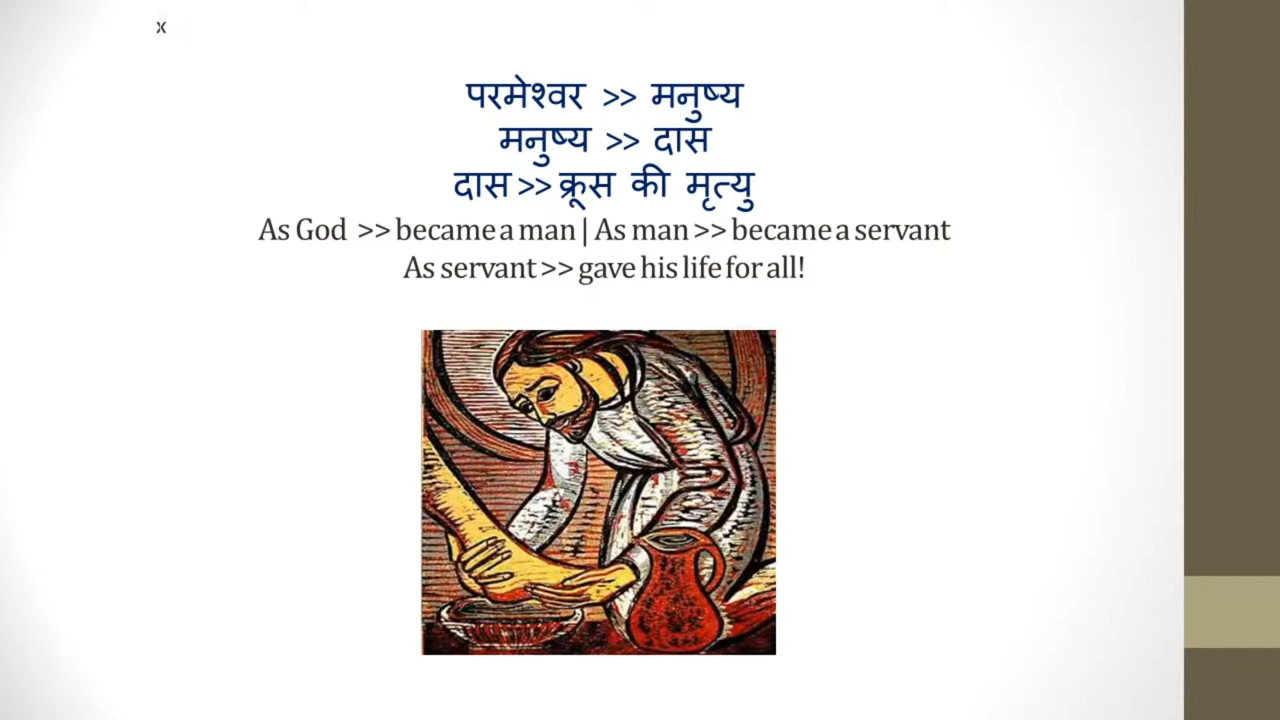 x
परमेश्वर >> मनुष्य
मनुष्य >> दास
दास >> क्रूस की मृत्यु
As God >> became a man | As man >> became a servant
As servant >> gave his life for all!